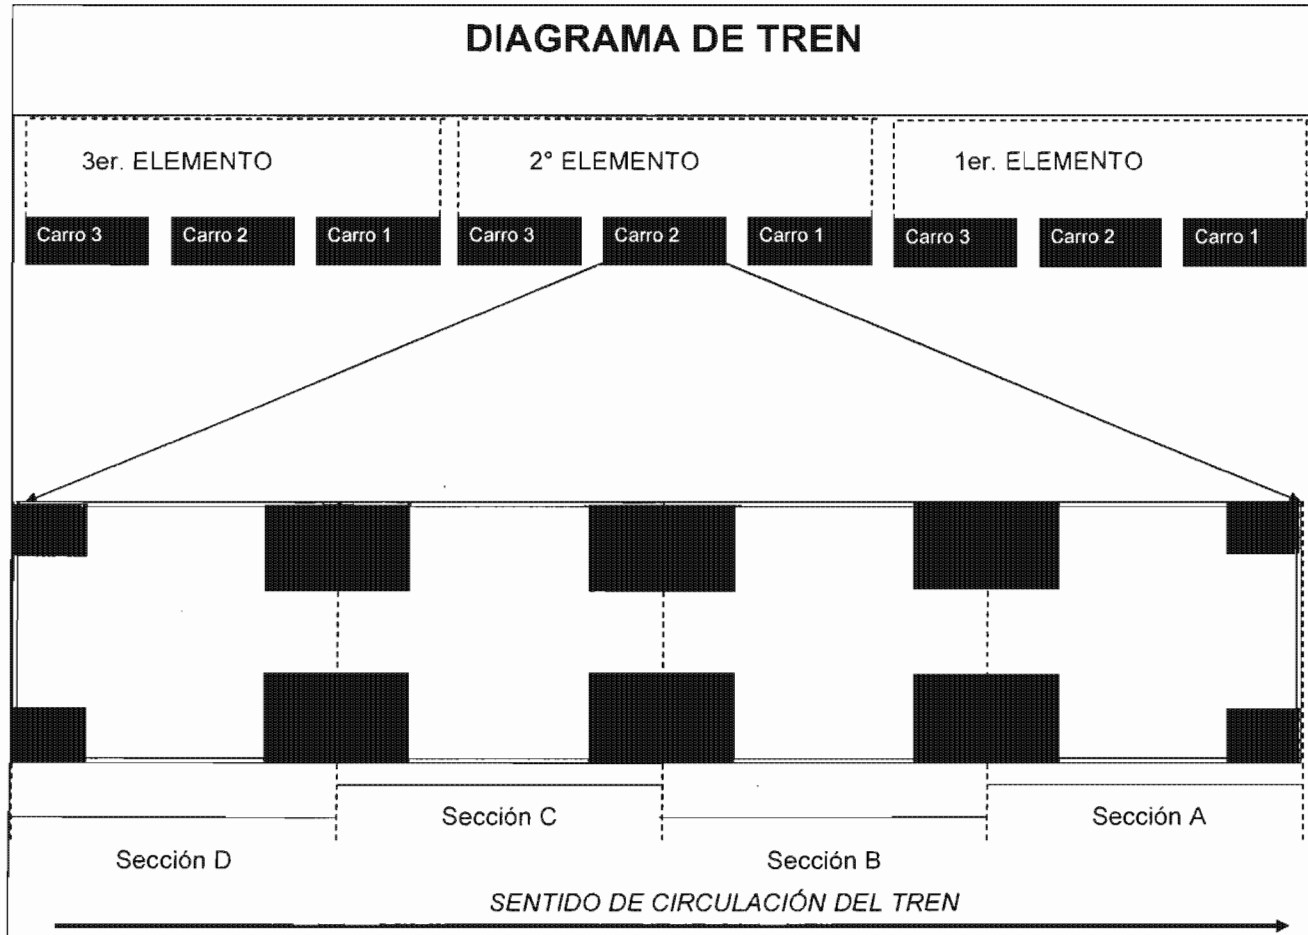 DIAGRAMA DE TREN
3er. ELEMENTO 2° ELEMENTO 1er. ELEMENTO
Carro 3 Carro 2 Carro 1 Carro 3 Carro 2 Carro 1 Carro 3 Carro 2 Carro 1
Sección C Sección A
Sección D Sección B
SENTIDO DE CIRCULACIÓN DEL TREN